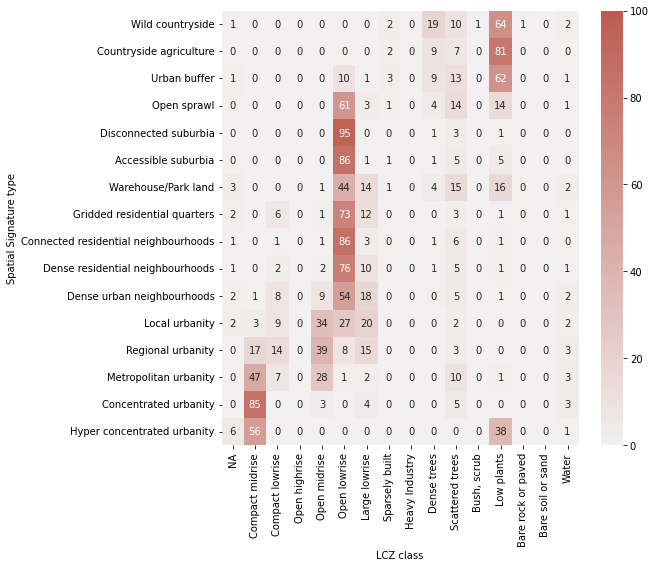 Spatial Signature type
Wild countryside 1 0 0 0 0 0 0 2 0 19 10 1 64 1 0 2
Countryside agriculture 0 0 0 0 0 0 0 2 0 9 7 0 81 0 0 0
Urban buffer 1 0 0 0 0 10 1 3 0 9 13 0 62 0 0 1
Open sprawl 0 0 0 0 0 61 3 1 0 4 14 0 14 0 0 1
Disconnected suburbia 0 0 0 0 0 95 0 0 0 1 3 0 1 0 0 0
Accessible suburbia 0 0 0 0 0 86 1 1 0 1 5 0 5 0 0 0
Warehouse/Park land 3 0 0 0 1 44 14 1 0 4 15 0 16 0 0 2
Gridded residential quarters 2 0 6 0 1 73 12 0 0 0 3 0 1 0 0 1
Connected residential neighbourhoods 1 0 1 0 1 86 3 0 0 1 6 0 1 0 0 0
Dense residential neighbourhoods 1 0 2 0 2 76 10 0 0 1 5 0 1 0 0 1
Dense urban neighbourhoods 2 1 8 0 9 54 18 0 0 0 5 0 1 0 0 2
Local urbanity 2 3 9 0 34 27 20 0 0 0 2 0 0 0 0 2
Regional urbanity 0 17 14 0 39 8 15 0 0 0 3 0 0 0 0 3
Metropolitan urbanity 0 47 7 0 28 1 2 0 0 0 10 0 1 0 0 3
Concentrated urbanity 0 85 0 0 3 0 4 0 0 0 5 0 0 0 0 3
Hyper concentrated urbanity 6 56 0 0 0 0 0 0 0 0 0 0 38 0 0 1
NA
Compact midrise
Compact lowrise
Open highrise
Open midrise
Open lowrise
Large lowrise
Sparsely built
Heavy Industry
Dense trees
Scattered trees
Bush, scrub
Low plants
Bare rock or paved
Bare soil or sand
Water
LCZ class
100
80
60
40
20
0